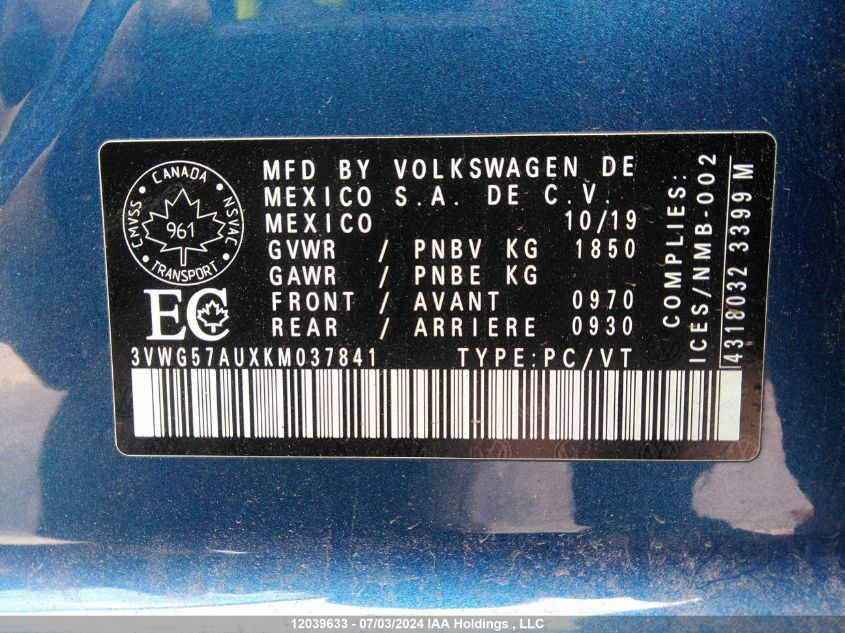 CANADA
CMVSS
NSVAC
961
TRANSPORT
EC
MFD BY VOLKSWAGEN DE
MEXICO S.A. DE C.V.
MEXICO 10/19
GVWR / PNBV KG 1850
GAWR / PNBE KG
FRONT / AVANT 0970
REAR / ARRIERE 0930
3VWG57AUXKM037841 TYPE:PC/VT
COMPLIES:
ICES/NMB-002
4318032 3399 M
12039633 - 07/03/2024 IAA Holdings , LLC